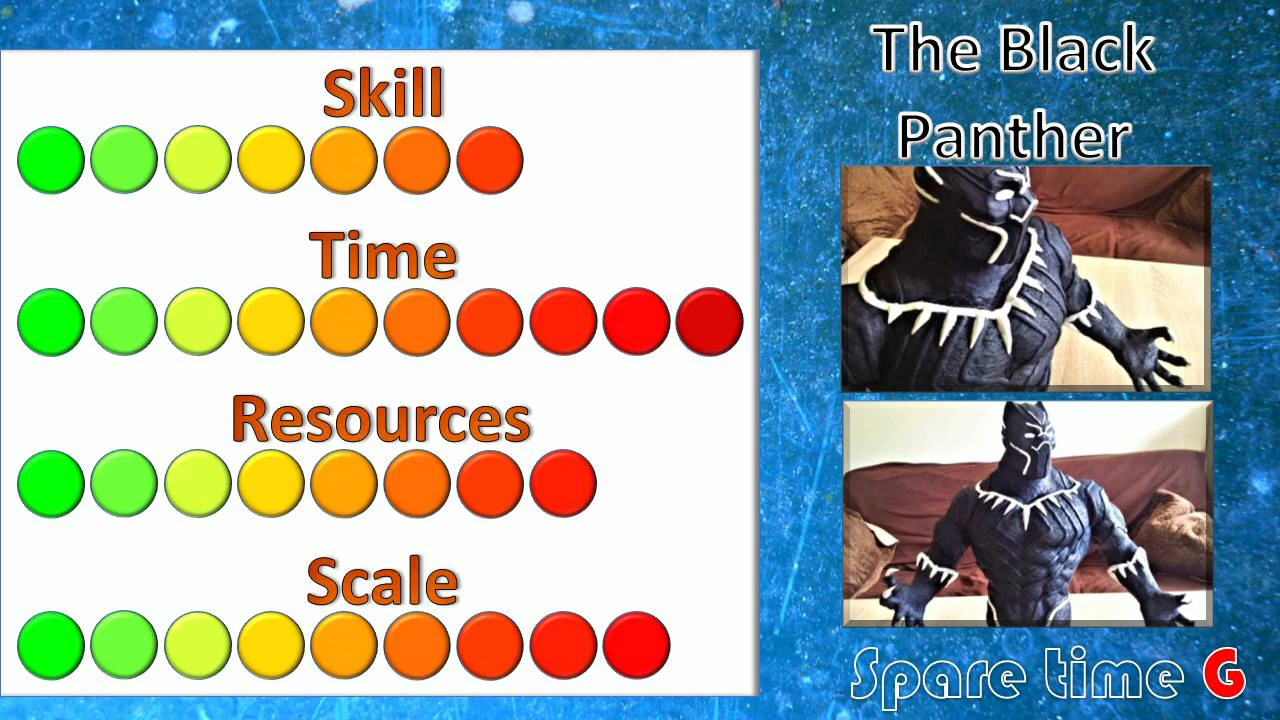 Skill
Time
Resources
Scale
The Black
Panther
Spare time G